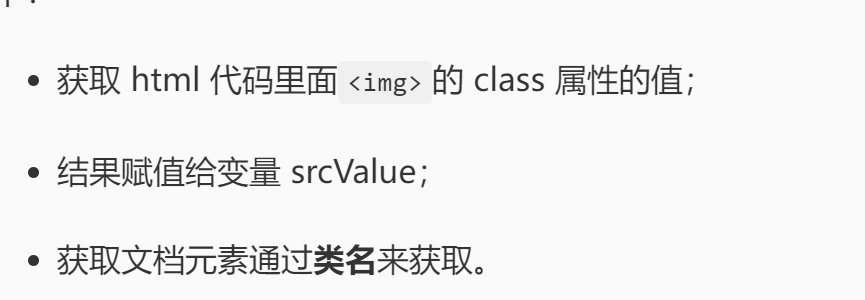 获取 html 代码里面<img>的 class 属性的值；
结果赋值给变量 srcValue；
获取文档元素通过类名来获取。